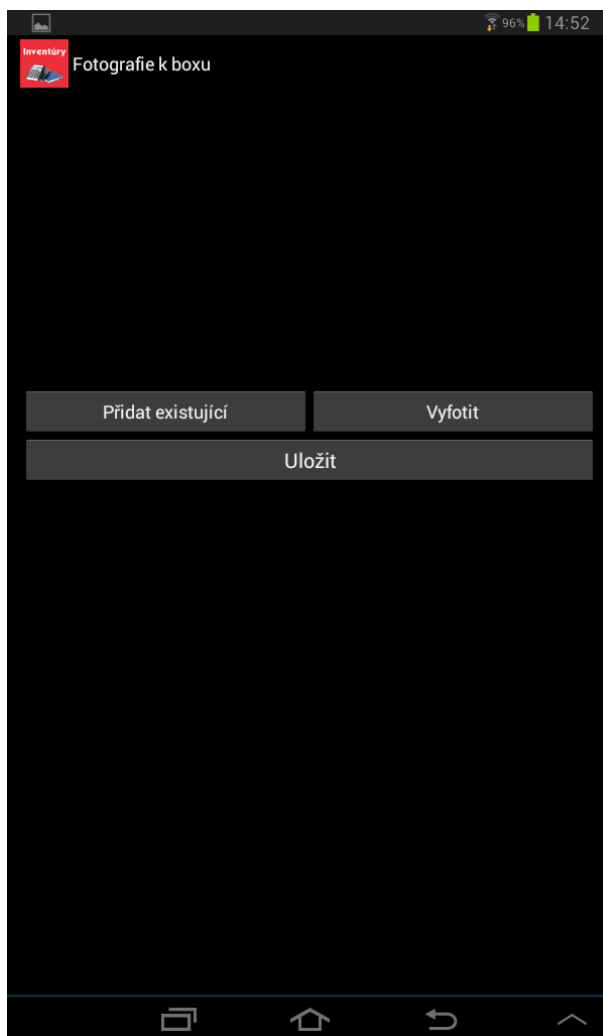 96% 14:52
Inventúry
Fotografie k boxu
Přidat existující Vyfotit
Uložit